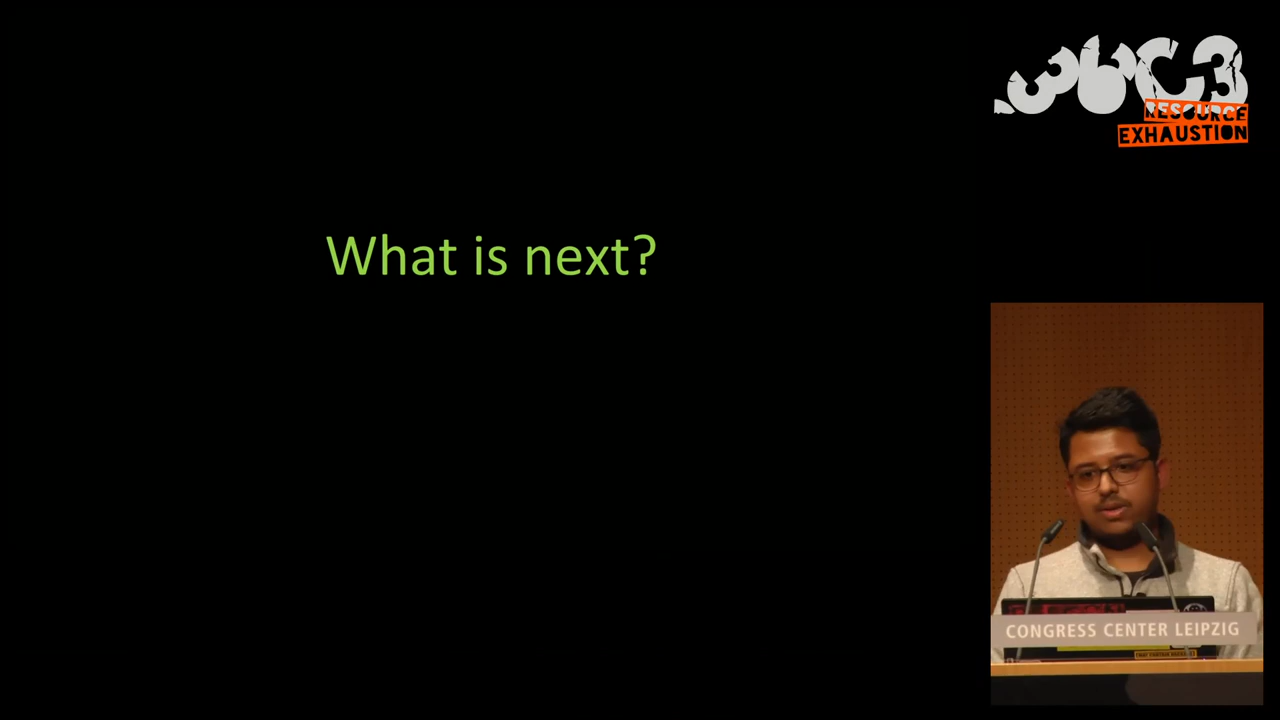 What is next?
36C3
RESOURCE
EXHAUSTION
CONGRESS CENTER LEIPZIG